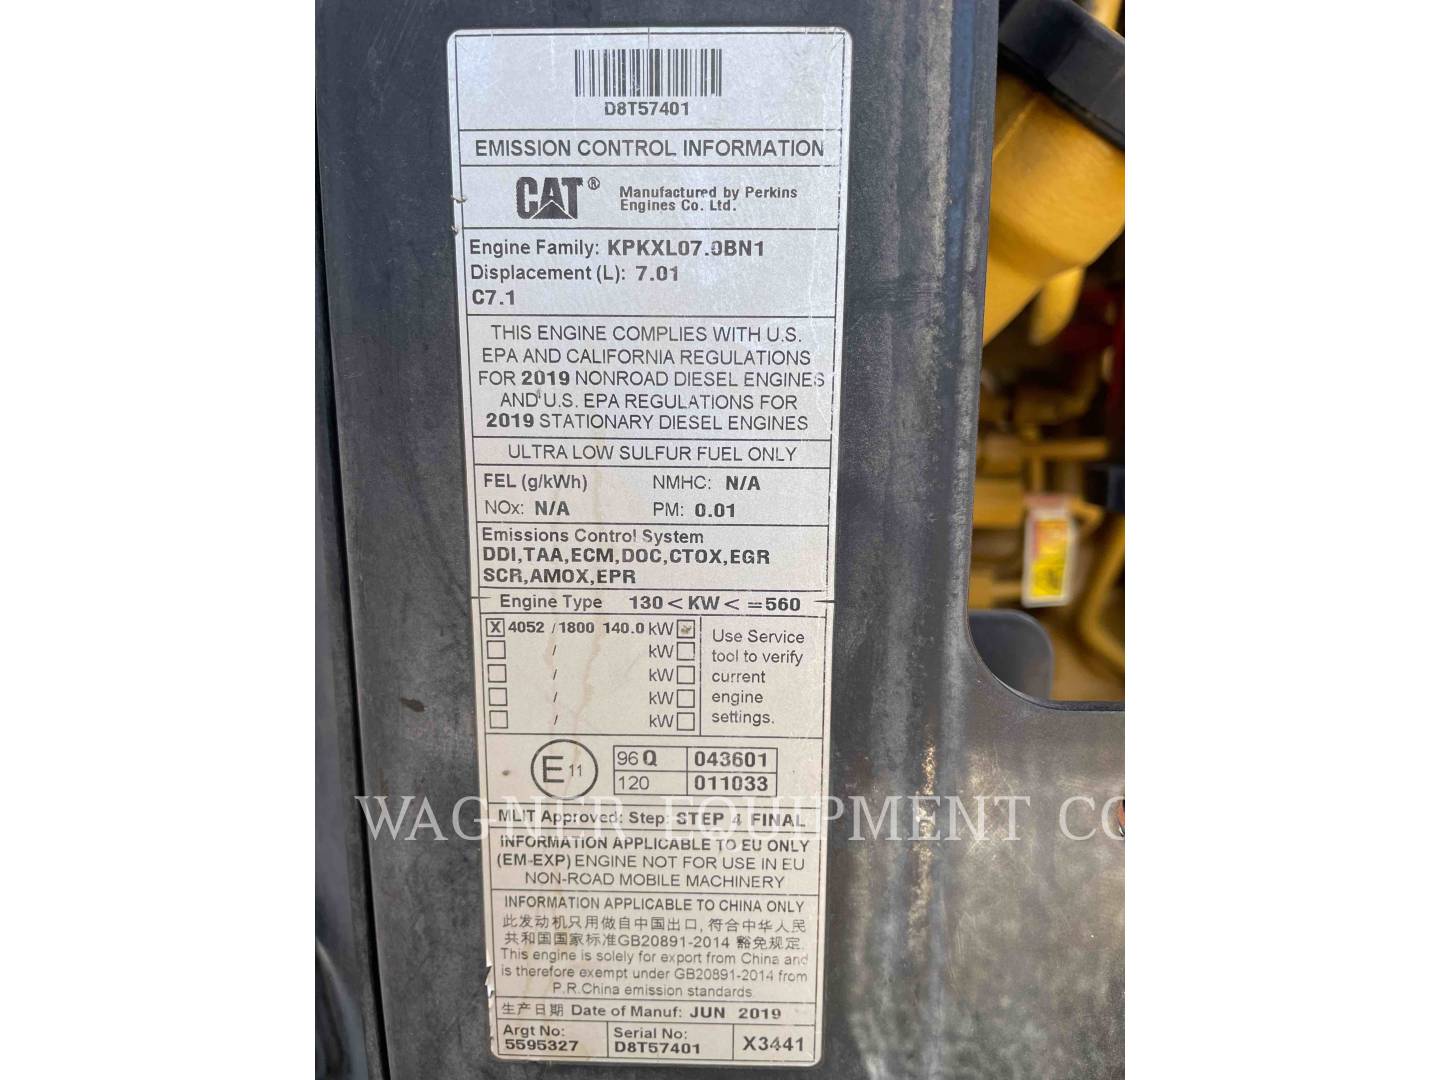 D8T57401
EMISSION CONTROL INFORMATION
CAT® Manufactured by Perkins
Engines Co. Ltd.
Engine Family: KPKXL07.0BN1
Displacement (L): 7.01
C7.1
THIS ENGINE COMPLIES WITH U.S.
EPA AND CALIFORNIA REGULATIONS
FOR 2019 NONROAD DIESEL ENGINES
AND U.S. EPA REGULATIONS FOR
2019 STATIONARY DIESEL ENGINES
ULTRA LOW SULFUR FUEL ONLY
FEL (g/kWh) NMHC: N/A
NOx: N/A PM: 0.01
Emissions Control System
DDI,TAA,ECM,DOC,CTOX,EGR
SCR,AMOX,EPR
Engine Type 130<KW<=560
X 4052 /1800 140.0 kW
/ kW
/ kW
/ kW
/ kW
Use Service
tool to verify
current
engine
settings.
E 11
96 Q 043601
120 011033
WAGNER EQUIPMENT CO
MLIT Approved: Step: STEP 4 FINAL
INFORMATION APPLICABLE TO EU ONLY
(EM-EXP) ENGINE NOT FOR USE IN EU
NON-ROAD MOBILE MACHINERY
INFORMATION APPLICABLE TO CHINA ONLY
此发动机只用做自中国出口, 符合中华人民
共和国国家标准GB20891-2014 豁免规定.
This engine is solely for export from China and
is therefore exempt under GB20891-2014 from
P.R.China emission standards
生产日期 Date of Manuf: JUN 2019
Argt No:
5595327
Serial No:
D8T57401
X3441